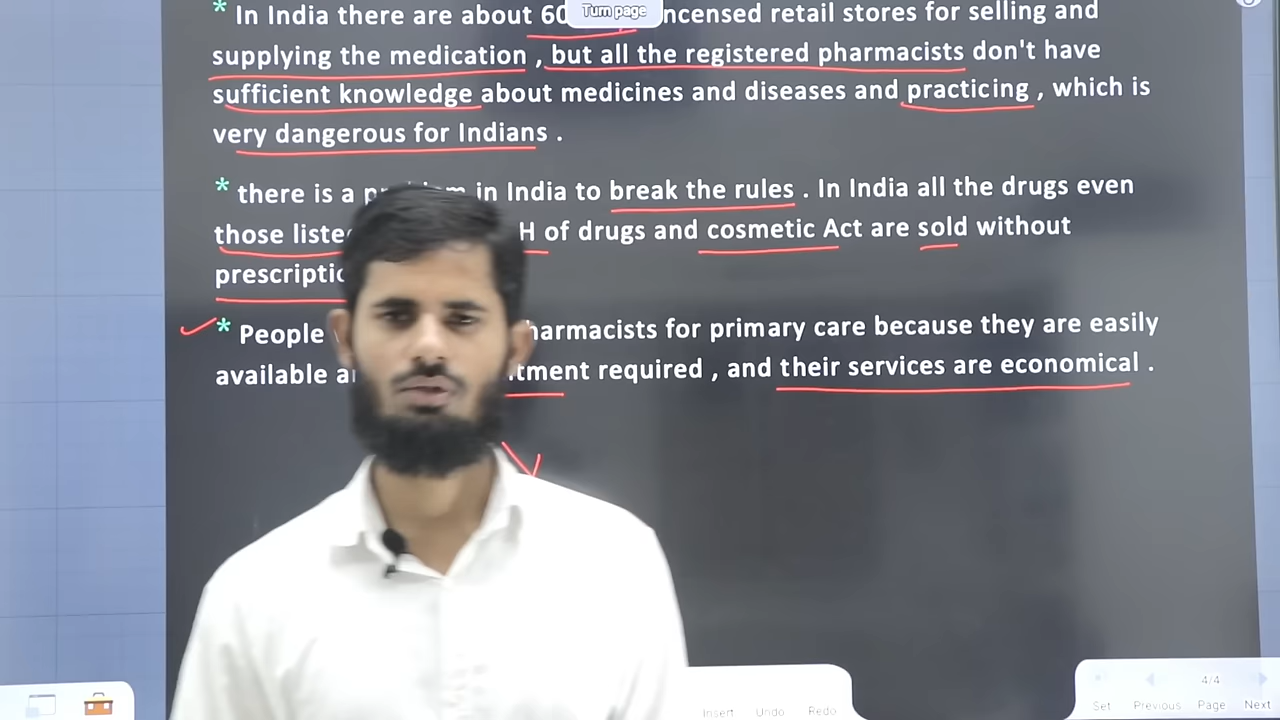 * In India there are about 60 incensed retail stores for selling and
Turn page
supplying the medication , but all the registered pharmacists don't have
sufficient knowledge about medicines and diseases and practicing , which is
very dangerous for Indians .
* there is a in India to break the rules . In India all the drugs even
those H of drugs and cosmetic Act are sold without
* People for primary care because they are easily
available required , and their services are economical .
4/4
Insert Undo Redo
Set Previous Page Next